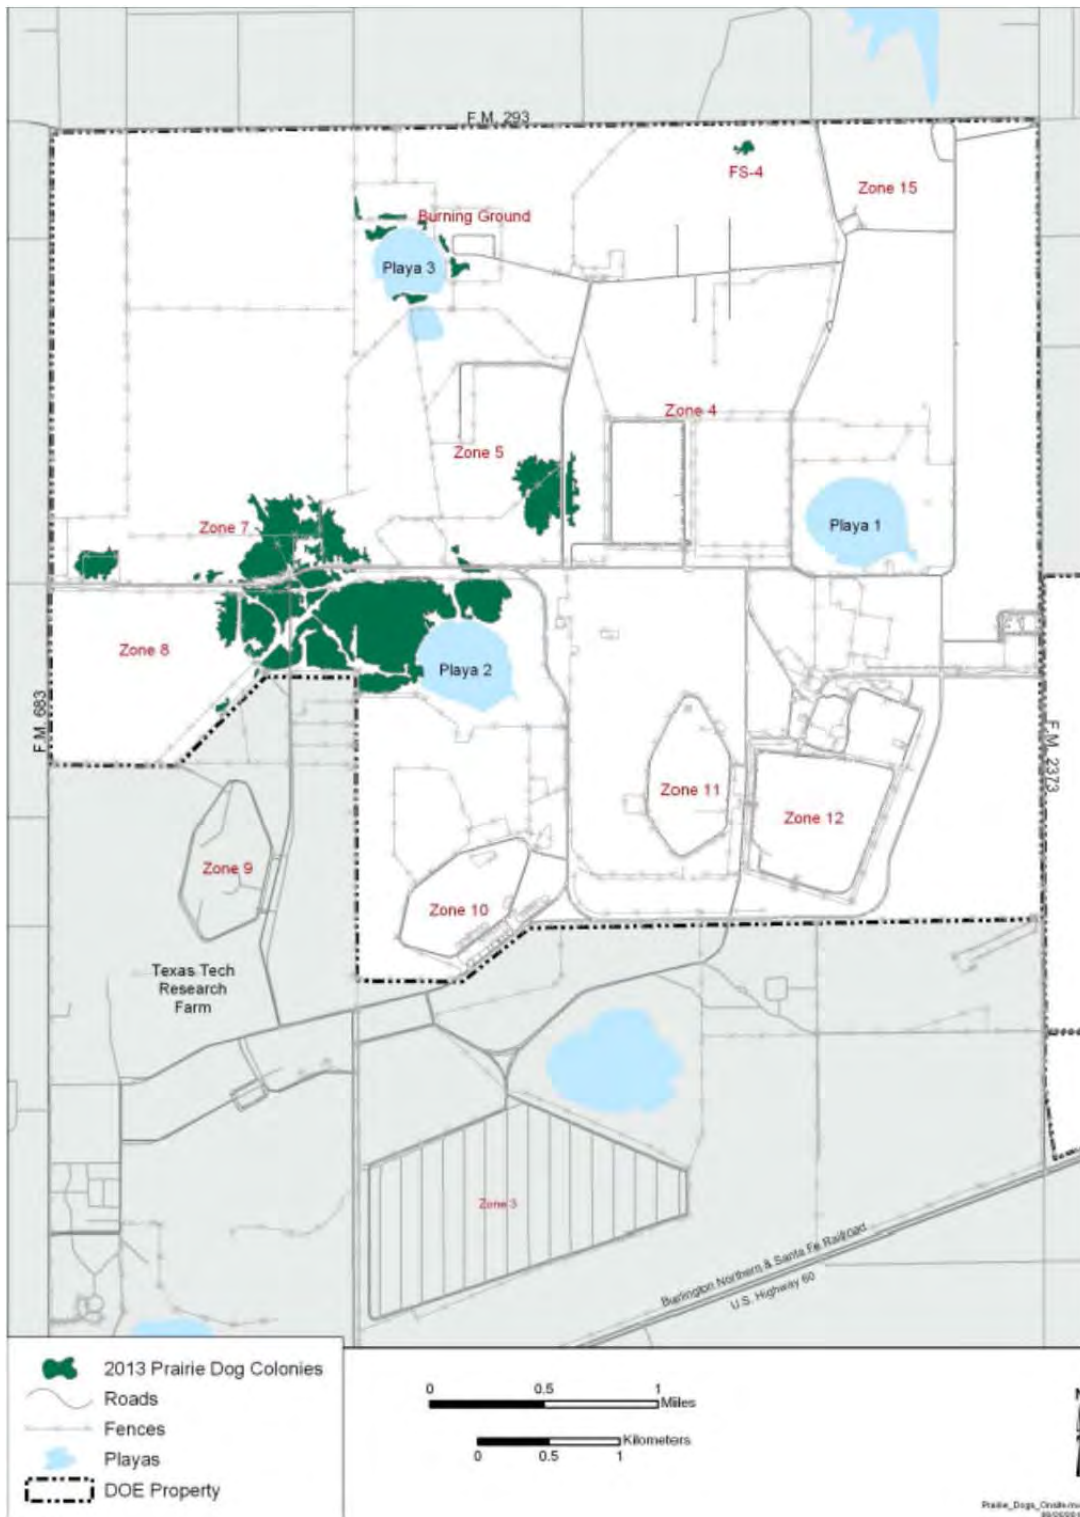 F.M. 293
FS-4
Zone 15
Burning Ground
Playa 3
Zone 4
Zone 5
Zone 7
Playa 1
Zone 8
Playa 2
F.M. 683
F.M. 2373
Zone 11
Zone 12
Zone 9
Zone 10
Texas Tech
Research
Farm
Zone 3
Burlington Northern & Santa Fe Railroad
U.S. Highway 60
2013 Prairie Dog Colonies
Roads
Fences
Playas
DOE Property
0 0.5 1
Miles
Kilometers
0 0.5 1
N